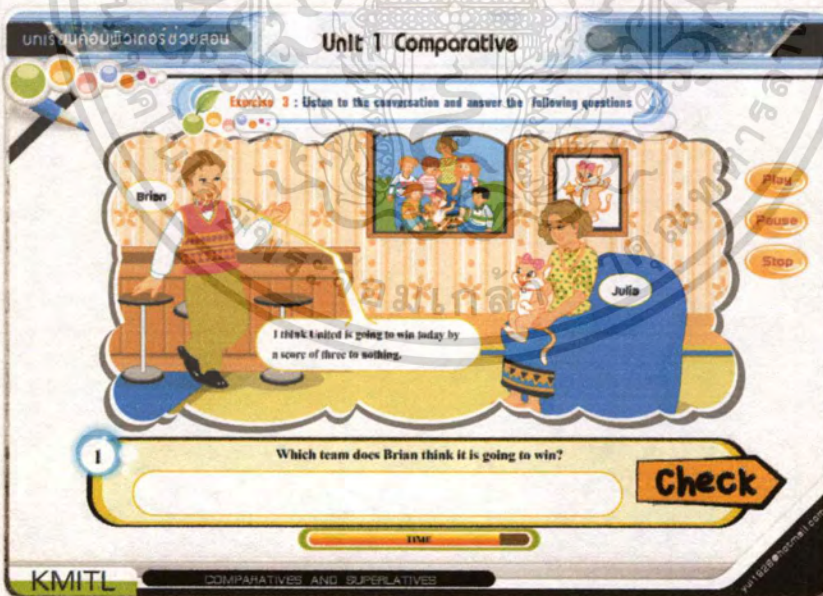 บทเรียนคอมพิวเตอร์ช่วยสอน
Unit 1 Comparative
Exercise 3 : Listen to the conversation and answer the following questions
Brian
Play
Pause
Stop
Julia
I think United is going to win today by
a score of three to nothing.
1
Which team does Brian think it is going to win?
Check
TIME
KMITL
COMPARATIVES AND SUPERLATIVES